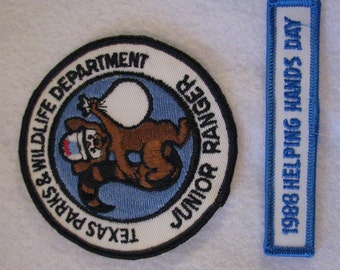 TEXAS PARKS & WILDLIFE DEPARTMENT
JUNIOR RANGER
1988 HELPING HANDS DAY